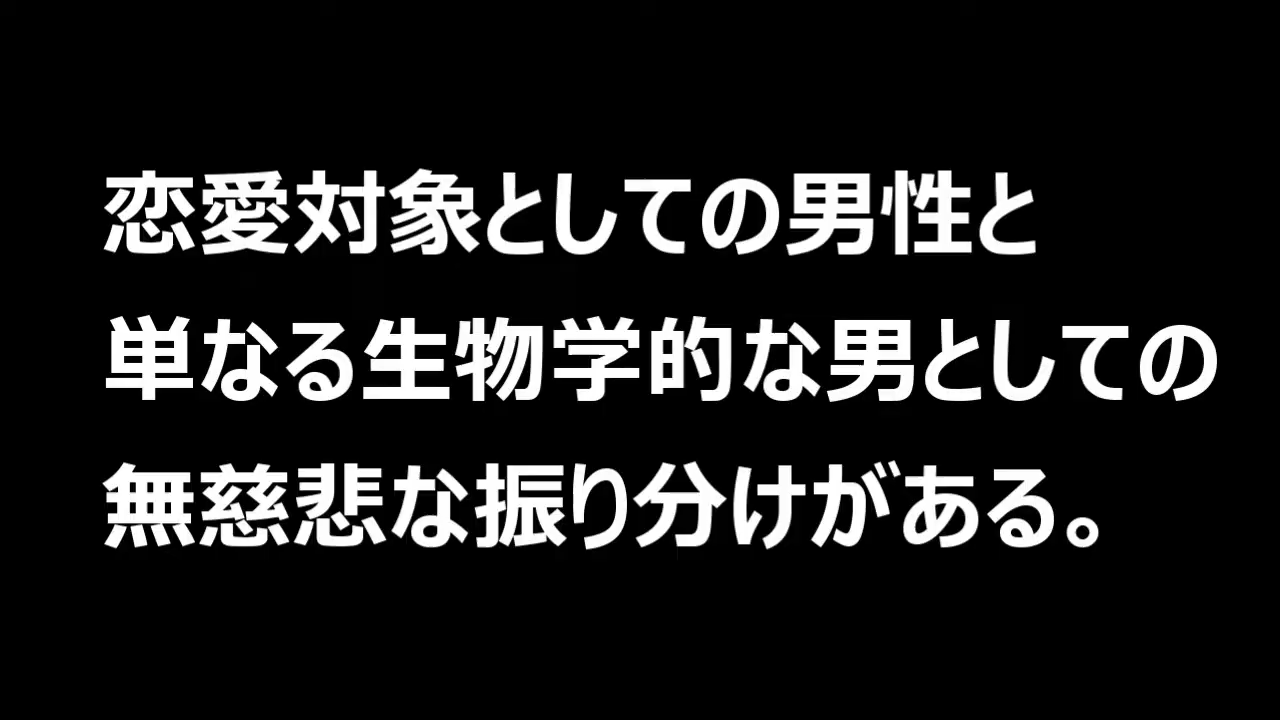 恋愛対象としての男性と
単なる生物学的な男としての
無慈悲な振り分けがある。